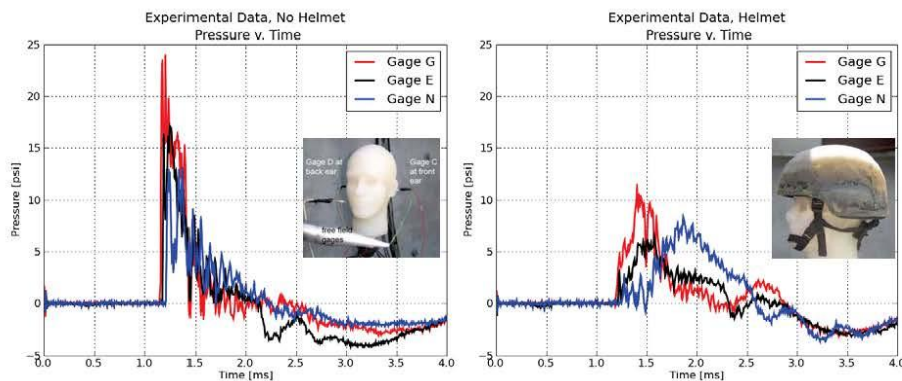 Experimental Data, No Helmet
Pressure v. Time
25
20
15
10
5
0
−5
Pressure [psi]
0.0 0.5 1.0 1.5 2.0 2.5 3.0 3.5 4.0
Time [ms]
Gage G
Gage E
Gage N
Gage D at
back ear
Gage C
at front
ear
free field
gages
Experimental Data, Helmet
Pressure v. Time
25
20
15
10
5
0
−5
Pressure [psi]
0.0 0.5 1.0 1.5 2.0 2.5 3.0 3.5 4.0
Time [ms]
Gage G
Gage E
Gage N